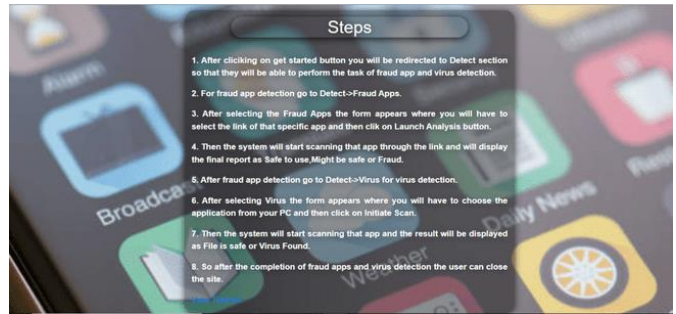 Steps
1. After cliciking on get started button you will be redirected to Detect section
so that they will be able to perform the task of fraud app and virus detection.
2. For fraud app detection go to Detect->Fraud Apps.
3. After selecting the Fraud Apps the form appears where you will have to
select the link of that specific app and then clik on Launch Analysis button.
4. Then the system will start scanning that app through the link and will display
the final report as Safe to use,Might be safe or Fraud.
5. After fraud app detection go to Detect->Virus for virus detection.
6. After selecting Virus the form appears where you will have to choose the
application from your PC and then click on Initiate Scan.
7. Then the system will start scanning that app and the result will be displayed
as File is safe or Virus Found.
8. So after the completion of fraud apps and virus detection the user can close
the site.
Alarm
Broadcast
Weather
Daily News